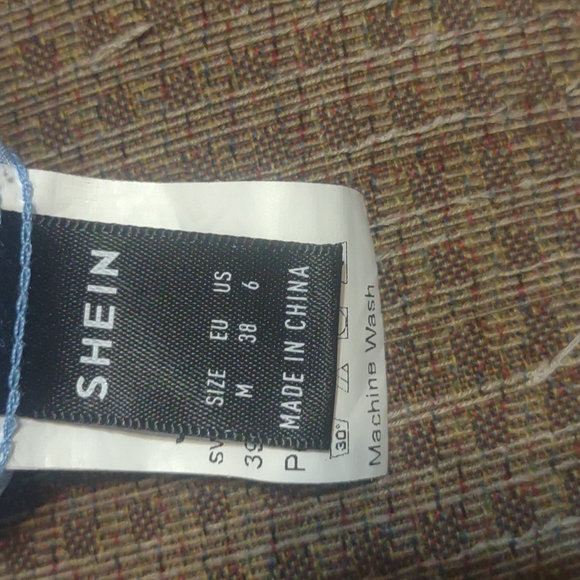 SHEIN
SIZE EU US
M 38 6
MADE IN CHINA
30°
Machine Wash